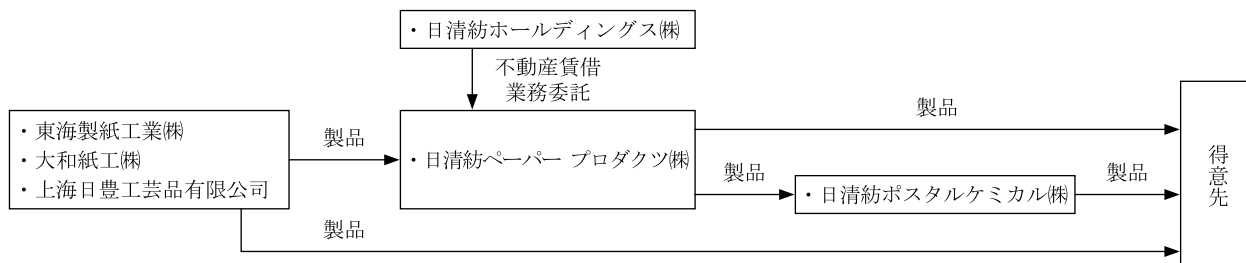 ・日清紡ホールディングス㈱
不動産賃借
業務委託
・東海製紙工業㈱
・大和紙工㈱
・上海日豊工芸品有限公司
製品
・日清紡ペーパー プロダクツ㈱
製品
製品
・日清紡ポスタルケミカル㈱
製品
得意先
製品